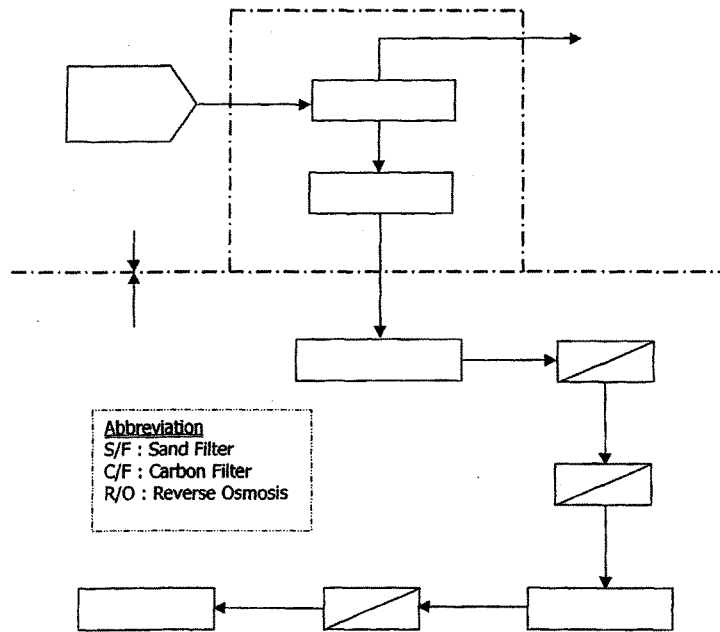 Abbreviation
S/F : Sand Filter
C/F : Carbon Filter
R/O : Reverse Osmosis